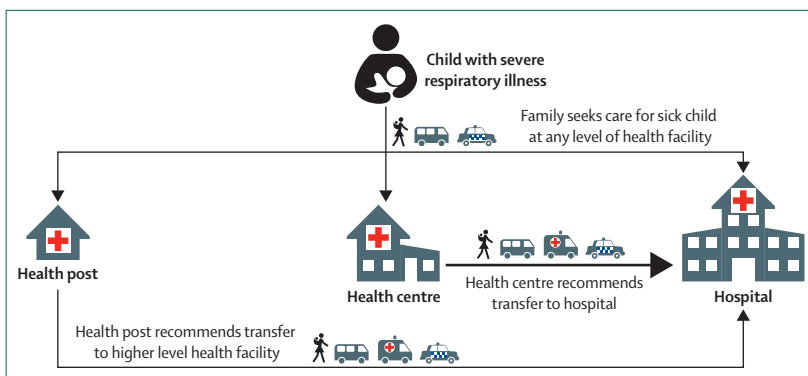 Child with severe
respiratory illness
Family seeks care for sick child
at any level of health facility
Health post
Health centre
Health centre recommends
transfer to hospital
Hospital
Health post recommends transfer
to higher level health facility